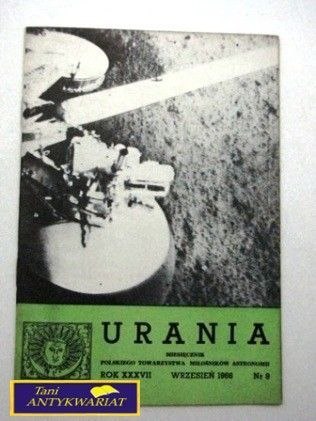 URANIA
MIESIĘCZNIK
POLSKIEGO TOWARZYSTWA MIŁOŚNIKÓW ASTRONOMII
ROK XXXVII WRZESIEŃ 1966 Nr 9
Tani
ANTYKWARIAT